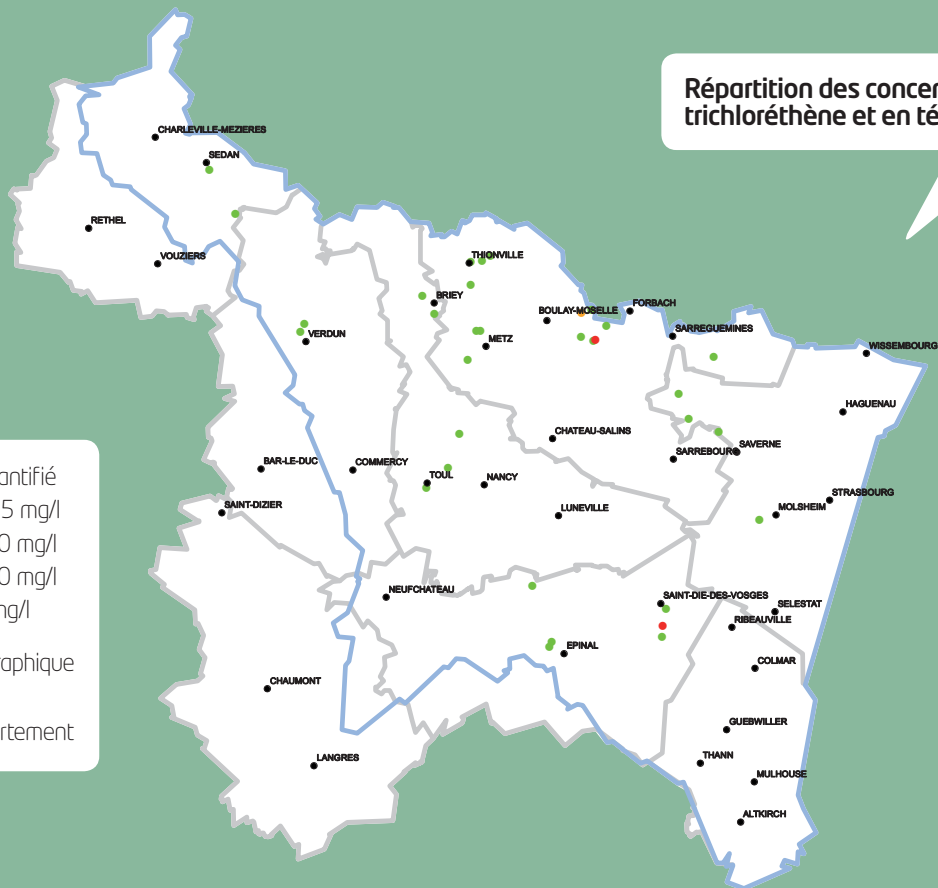 Répartition des concen
trichloréthène et en té
CHARLEVILLE-MEZIERES
SEDAN
RETHEL
VOUZIERS
THIONVILLE
BRIEY
BOULAY-MOSELLE
FORBACH
SARREGUEMINES
WISSEMBOURG
VERDUN
METZ
HAGUENAU
CHATEAU-SALINS
SARREBOURG
SAVERNE
BAR-LE-DUC
COMMERCY
TOUL
NANCY
STRASBOURG
MOLSHEIM
SAINT-DIZIER
LUNEVILLE
NEUFCHATEAU
SAINT-DIE-DES-VOSGES
SELESTAT
RIBEAUVILLE
EPINAL
COLMAR
CHAUMONT
GUEBWILLER
LANGRES
THANN
MULHOUSE
ALTKIRCH
antifié
5 mg/l
0 mg/l
0 mg/l
mg/l
raphique
rtement